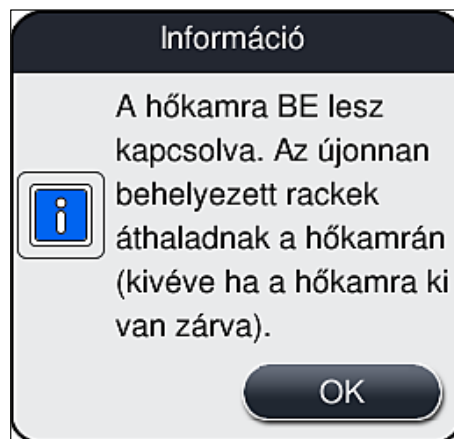 Információ
A hőkamra BE lesz
kapcsolva. Az újonnan
behelyezett rackek
áthaladnak a hőkamrán
(kivéve ha a hőkamra ki
van zárva).
OK